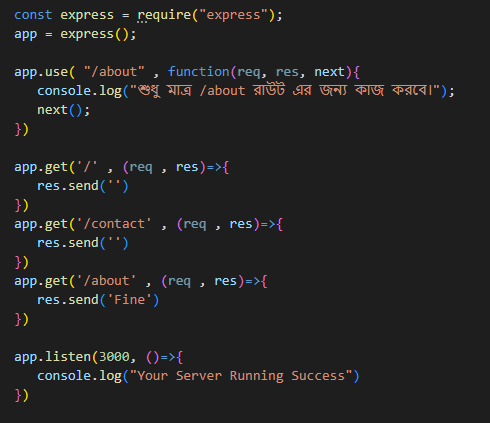 const express = require("express");
app = express();
app.use( "/about" , function(req, res, next){
console.log("শুধু মাত্র /about রাউট এর জন্য কাজ করবে।");
next();
})
app.get('/' , (req , res)=>{
res.send('')
})
app.get('/contact' , (req , res)=>{
res.send('')
})
app.get('/about' , (req , res)=>{
res.send('Fine')
})
app.listen(3000, ()=>{
console.log("Your Server Running Success")
})